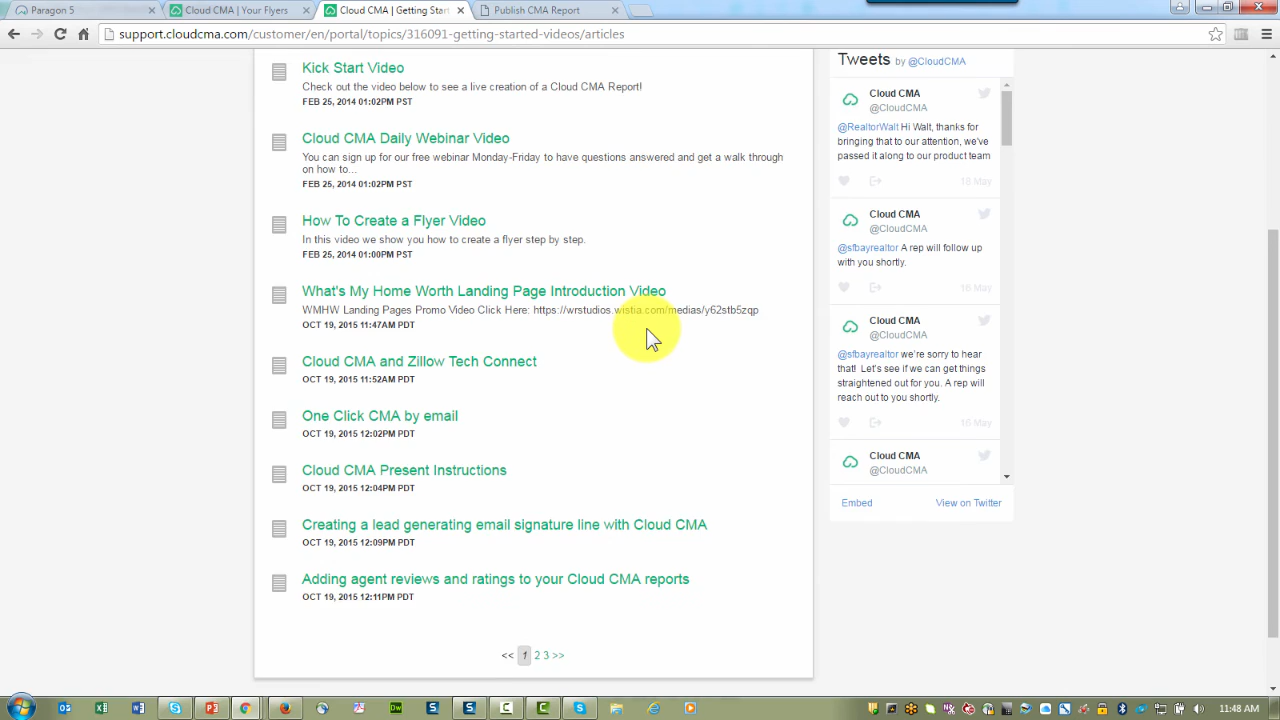 Paragon 5
Cloud CMA | Your Flyers
Cloud CMA | Getting Start
Publish CMA Report
support.cloudcma.com/customer/en/portal/topics/316091-getting-started-videos/articles
Kick Start Video
Check out the video below to see a live creation of a Cloud CMA Report!
FEB 25, 2014 01:02PM PST
Cloud CMA Daily Webinar Video
You can sign up for our free webinar Monday-Friday to have questions answered and get a walk through
on how to...
FEB 25, 2014 01:02PM PST
How To Create a Flyer Video
In this video we show you how to create a flyer step by step.
FEB 25, 2014 01:00PM PST
What's My Home Worth Landing Page Introduction Video
WMHW Landing Pages Promo Video Click Here: https://wrstudios.wistia.com/medias/y62stb5zqp
OCT 19, 2015 11:47AM PDT
Cloud CMA and Zillow Tech Connect
OCT 19, 2015 11:52AM PDT
One Click CMA by email
OCT 19, 2015 12:02PM PDT
Cloud CMA Present Instructions
OCT 19, 2015 12:04PM PDT
Creating a lead generating email signature line with Cloud CMA
OCT 19, 2015 12:09PM PDT
Adding agent reviews and ratings to your Cloud CMA reports
OCT 19, 2015 12:11PM PDT
<< 1 2 3 >>
Tweets by @CloudCMA
Cloud CMA
@CloudCMA
@RealtorWalt Hi Walt, thanks for
bringing that to our attention, we've
passed it along to our product team
18 May
Cloud CMA
@CloudCMA
@sfbayrealtor A rep will follow up
with you shortly.
16 May
Cloud CMA
@CloudCMA
@sfbayrealtor we're sorry to hear
that! Let's see if we can get things
straightened out for you. A rep will
reach out to you shortly.
16 May
Cloud CMA
@CloudCMA
Embed View on Twitter
11:48 AM